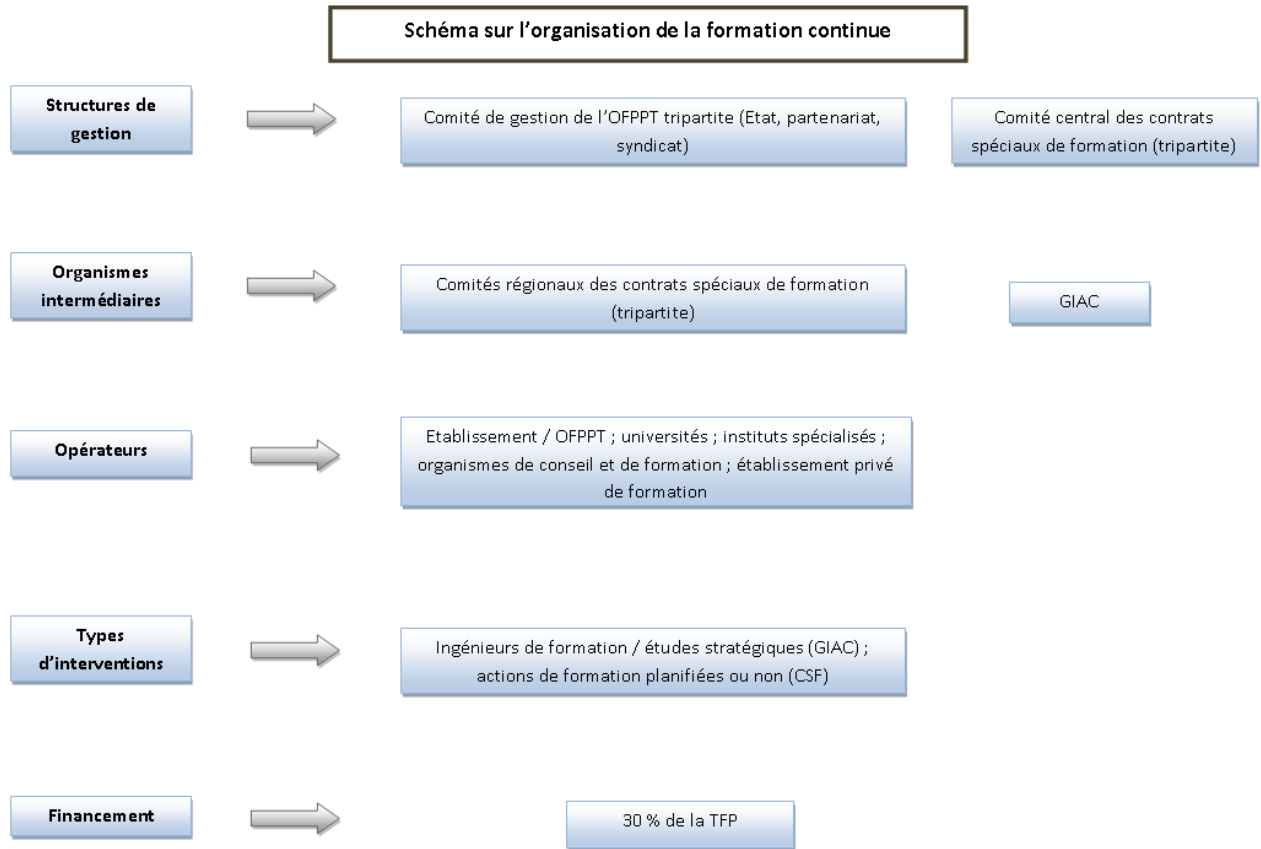 Schéma sur l'organisation de la formation continue
Structures de
gestion
Comité de gestion de l'OFPPT tripartite (Etat, partenariat,
syndicat)
Comité central des contrats
spéciaux de formation (tripartite)
Organismes
intermédiaires
Comités régionaux des contrats spéciaux de formation
(tripartite)
GIAC
Opérateurs
Etablissement / OFPPT ; universités ; instituts spécialisés ;
organismes de conseil et de formation ; établissement privé
de formation
Types
d'interventions
Ingénieurs de formation / études stratégiques (GIAC) ;
actions de formation planifiées ou non (CSF)
Financement
30 % de la TFP